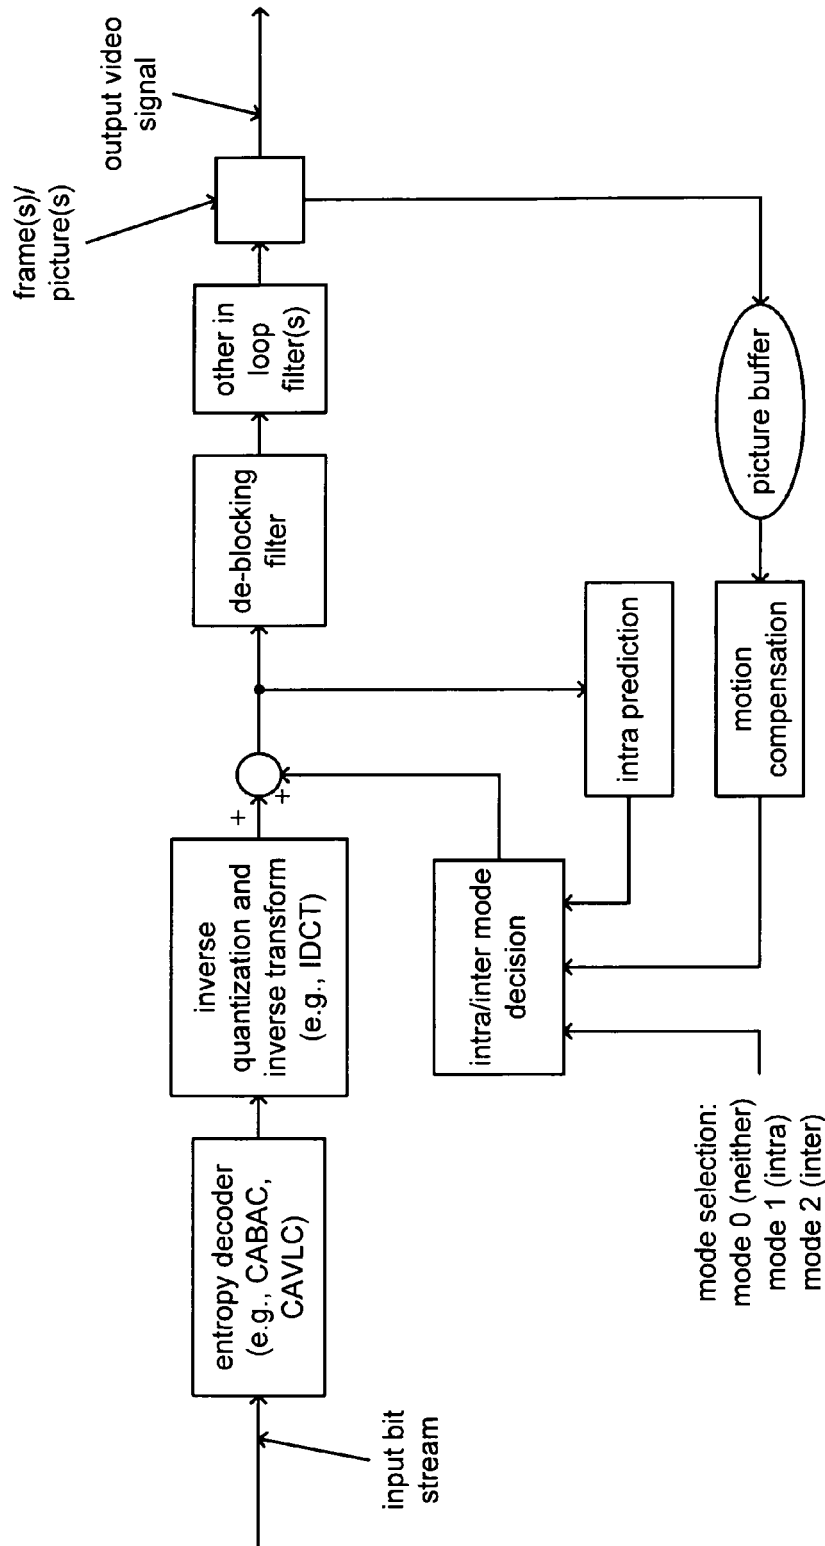 input bit
stream
entropy decoder
(e.g., CABAC,
CAVLC)
inverse
quantization and
inverse transform
(e.g., IDCT)
+
+
de-blocking
filter
other in
loop
filter(s)
frame(s)/
picture(s)
output video
signal
mode selection:
mode 0 (neither)
mode 1 (intra)
mode 2 (inter)
intra/inter mode
decision
intra prediction
motion
compensation
picture buffer